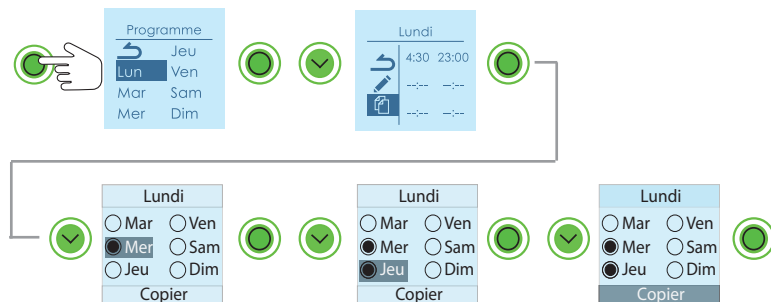 Programme
Jeu
Lun Ven
Mar Sam
Mer Dim
Lundi
4:30 23:00
--:-- --:--
--:-- --:--
Lundi
Mar Ven
Mer Sam
Jeu Dim
Copier
Lundi
Mar Ven
Mer Sam
Jeu Dim
Copier
Lundi
Mar Ven
Mer Sam
Jeu Dim
Copier